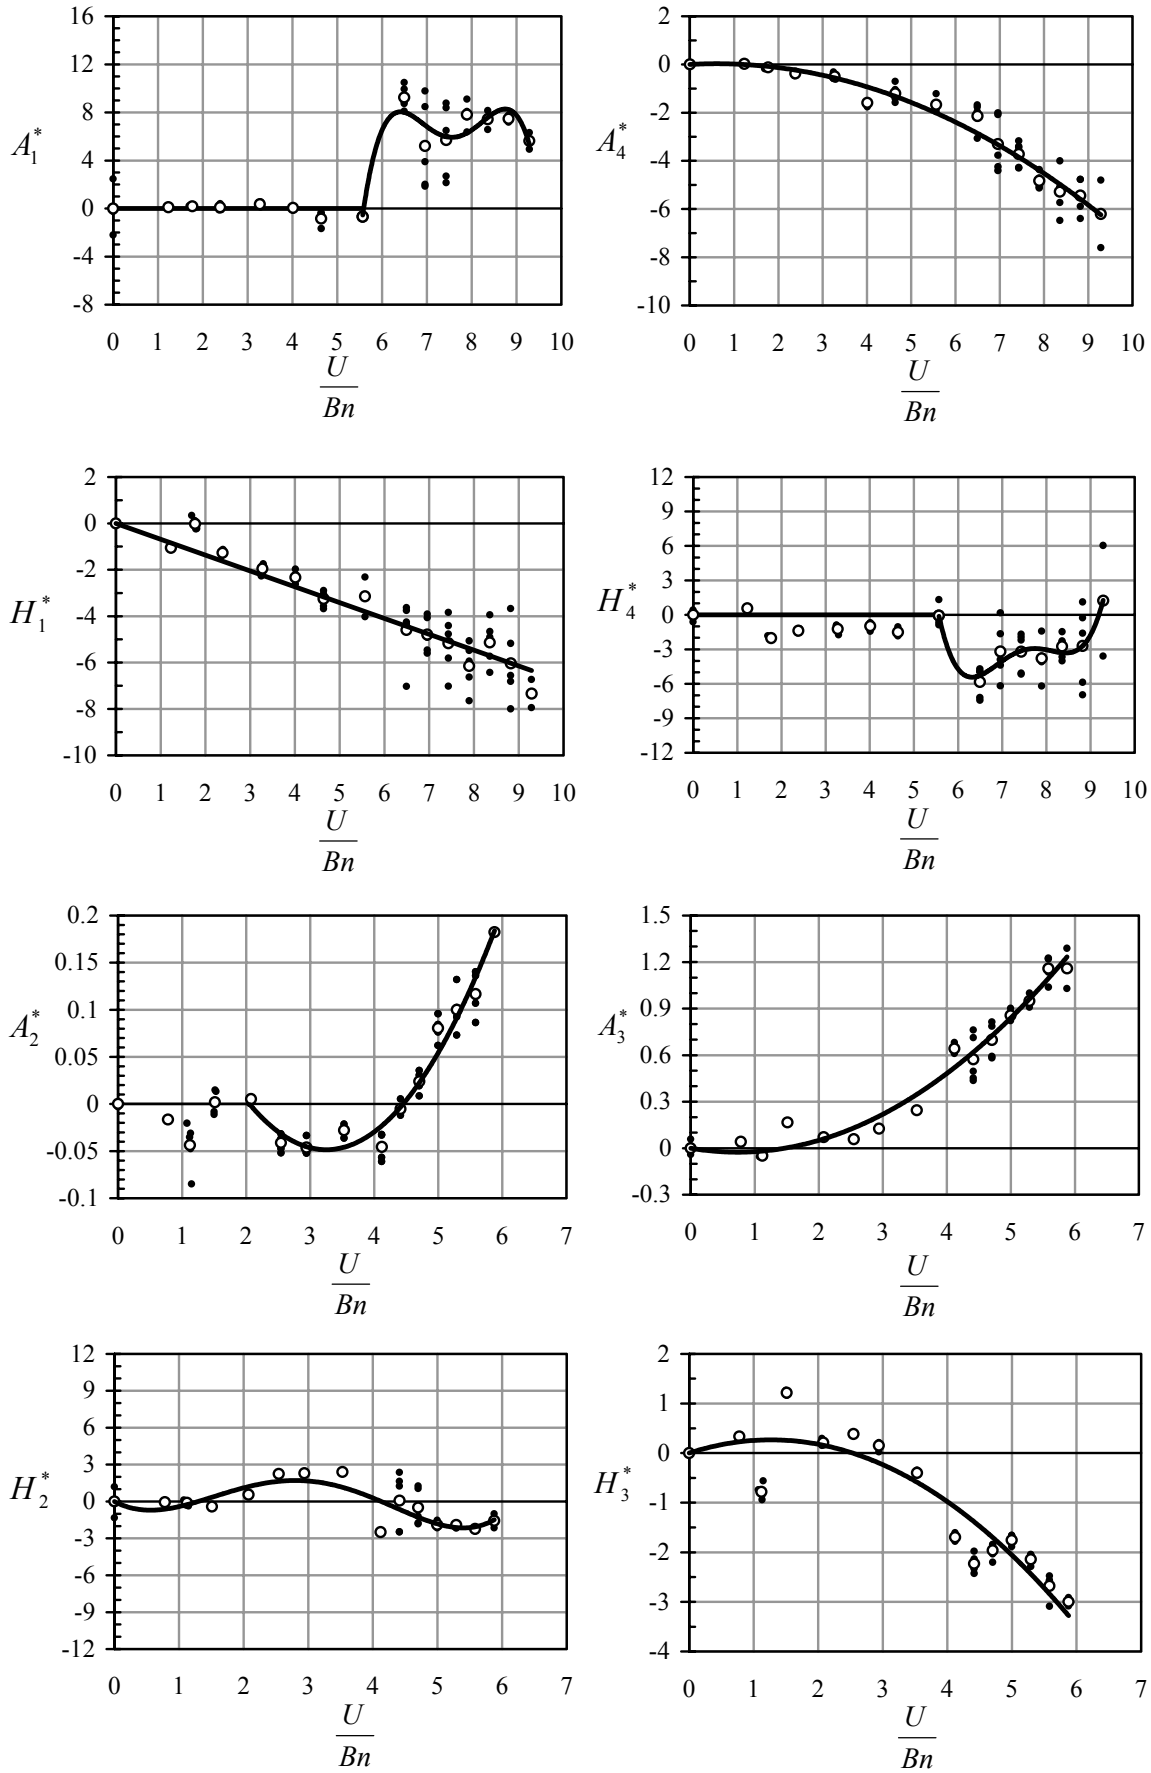 16
12
8
4
0
-4
-8
A₁*
0 1 2 3 4 5 6 7 8 9 10
U
Bn
2
0
-2
-4
-6
-8
-10
A₄*
0 1 2 3 4 5 6 7 8 9 10
U
Bn
2
0
-2
-4
-6
-8
-10
H₁*
0 1 2 3 4 5 6 7 8 9 10
U
Bn
12
9
6
3
0
-3
-6
-9
-12
H₄*
0 1 2 3 4 5 6 7 8 9 10
U
Bn
0.2
0.15
0.1
0.05
0
-0.05
-0.1
A₂*
0 1 2 3 4 5 6 7
U
Bn
1.5
1.2
0.9
0.6
0.3
0
-0.3
A₃*
0 1 2 3 4 5 6 7
U
Bn
12
9
6
3
0
-3
-6
-9
-12
H₂*
0 1 2 3 4 5 6 7
U
Bn
2
1
0
-1
-2
-3
-4
H₃*
0 1 2 3 4 5 6 7
U
Bn